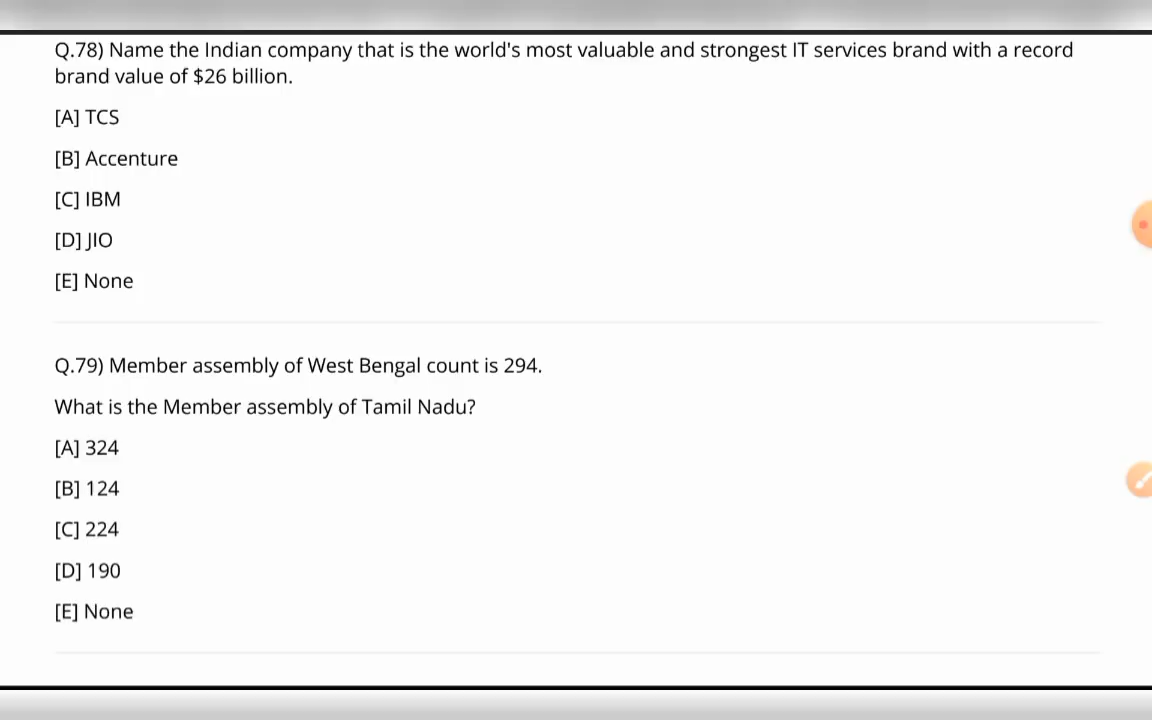 Q.78) Name the Indian company that is the world's most valuable and strongest IT services brand with a record
brand value of $26 billion.
[A] TCS
[B] Accenture
[C] IBM
[D] JIO
[E] None
Q.79) Member assembly of West Bengal count is 294.
What is the Member assembly of Tamil Nadu?
[A] 324
[B] 124
[C] 224
[D] 190
[E] None